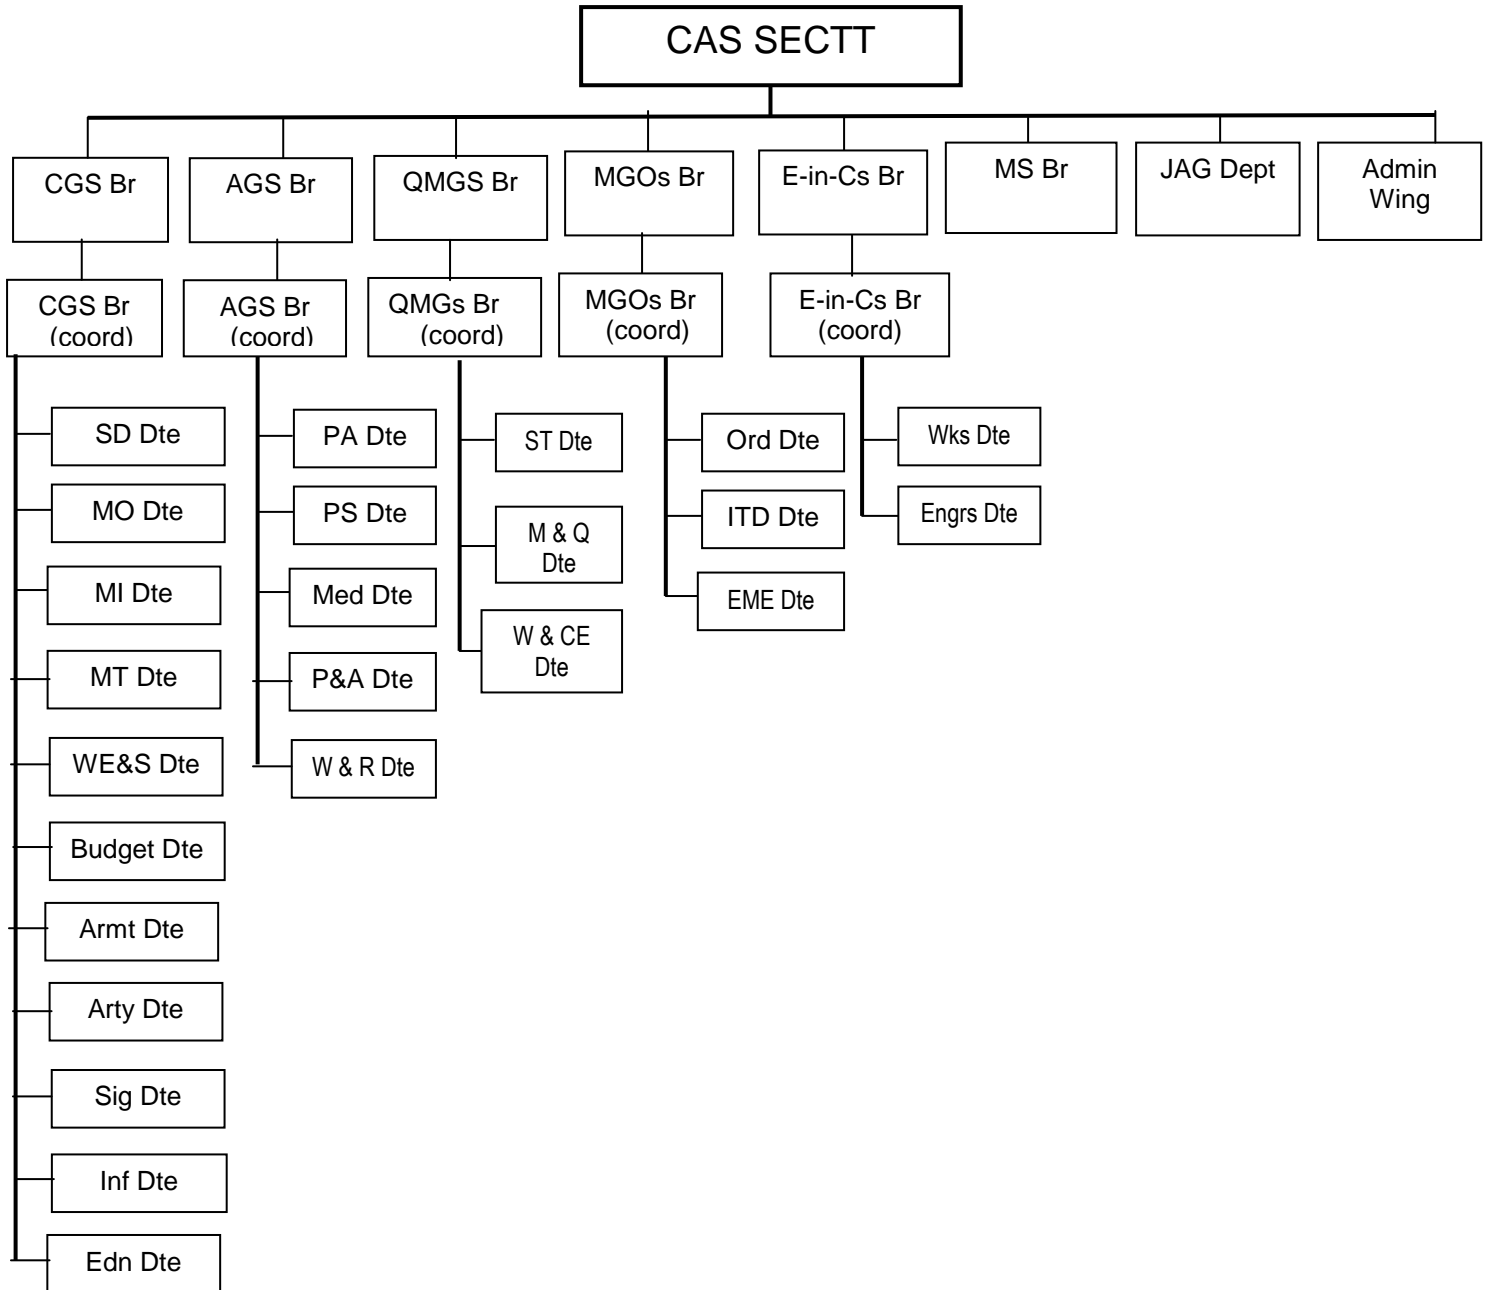 CAS SECTT
CGS Br
AGS Br
QMGS Br
MGOs Br
E-in-Cs Br
MS Br
JAG Dept
Admin
Wing
CGS Br
(coord)
AGS Br
(coord)
QMGs Br
(coord)
MGOs Br
(coord)
E-in-Cs Br
(coord)
SD Dte
MO Dte
MI Dte
MT Dte
WE&S Dte
Budget Dte
Armt Dte
Arty Dte
Sig Dte
Inf Dte
Edn Dte
PA Dte
PS Dte
Med Dte
P&A Dte
W & R Dte
ST Dte
M & Q
Dte
W & CE
Dte
Ord Dte
ITD Dte
EME Dte
Wks Dte
Engrs Dte